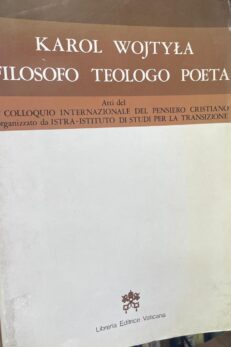 KAROL WOJTYŁA
FILOSOFO TEOLOGO POETA
Atti del
COLLOQUIO INTERNAZIONALE DEL PENSIERO CRISTIANO
organizzato da ISTRA-ISTITUTO DI STUDI PER LA TRANSIZIONE
Libreria Editrice Vaticana